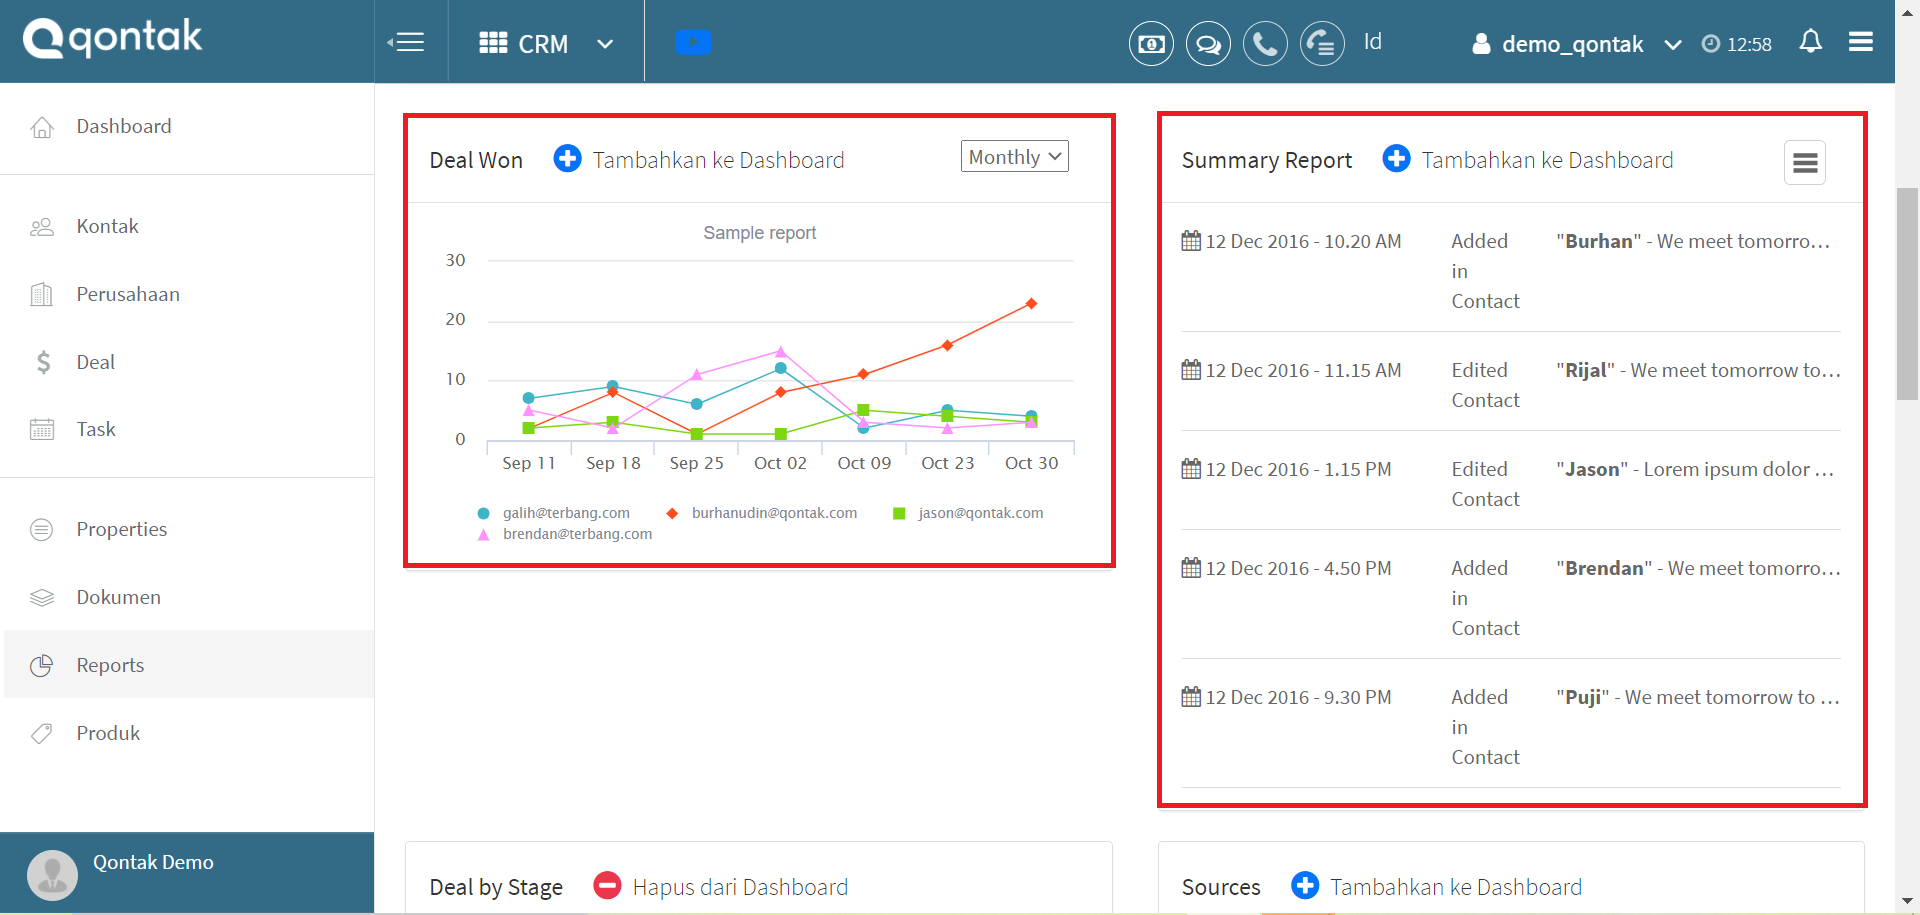 qontak
CRM
Id
demo_qontak
12:58
Dashboard
Kontak
Perusahaan
Deal
Task
Properties
Dokumen
Reports
Produk
Qontak Demo
Deal Won
Tambahkan ke Dashboard
Monthly
Sample report
30
20
10
0
Sep 11 Sep 18 Sep 25 Oct 02 Oct 09 Oct 23 Oct 30
galih@terbang.com burhanudin@qontak.com jason@qontak.com
brendan@terbang.com
Summary Report
Tambahkan ke Dashboard
12 Dec 2016 - 10.20 AM Added "Burhan" - We meet tomorro...
in
Contact
12 Dec 2016 - 11.15 AM Edited "Rijal" - We meet tomorrow to...
Contact
12 Dec 2016 - 1.15 PM Edited "Jason" - Lorem ipsum dolor ...
Contact
12 Dec 2016 - 4.50 PM Added "Brendan" - We meet tomorro...
in
Contact
12 Dec 2016 - 9.30 PM Added "Puji" - We meet tomorrow to ...
in
Contact
Deal by Stage
Hapus dari Dashboard
Sources
Tambahkan ke Dashboard